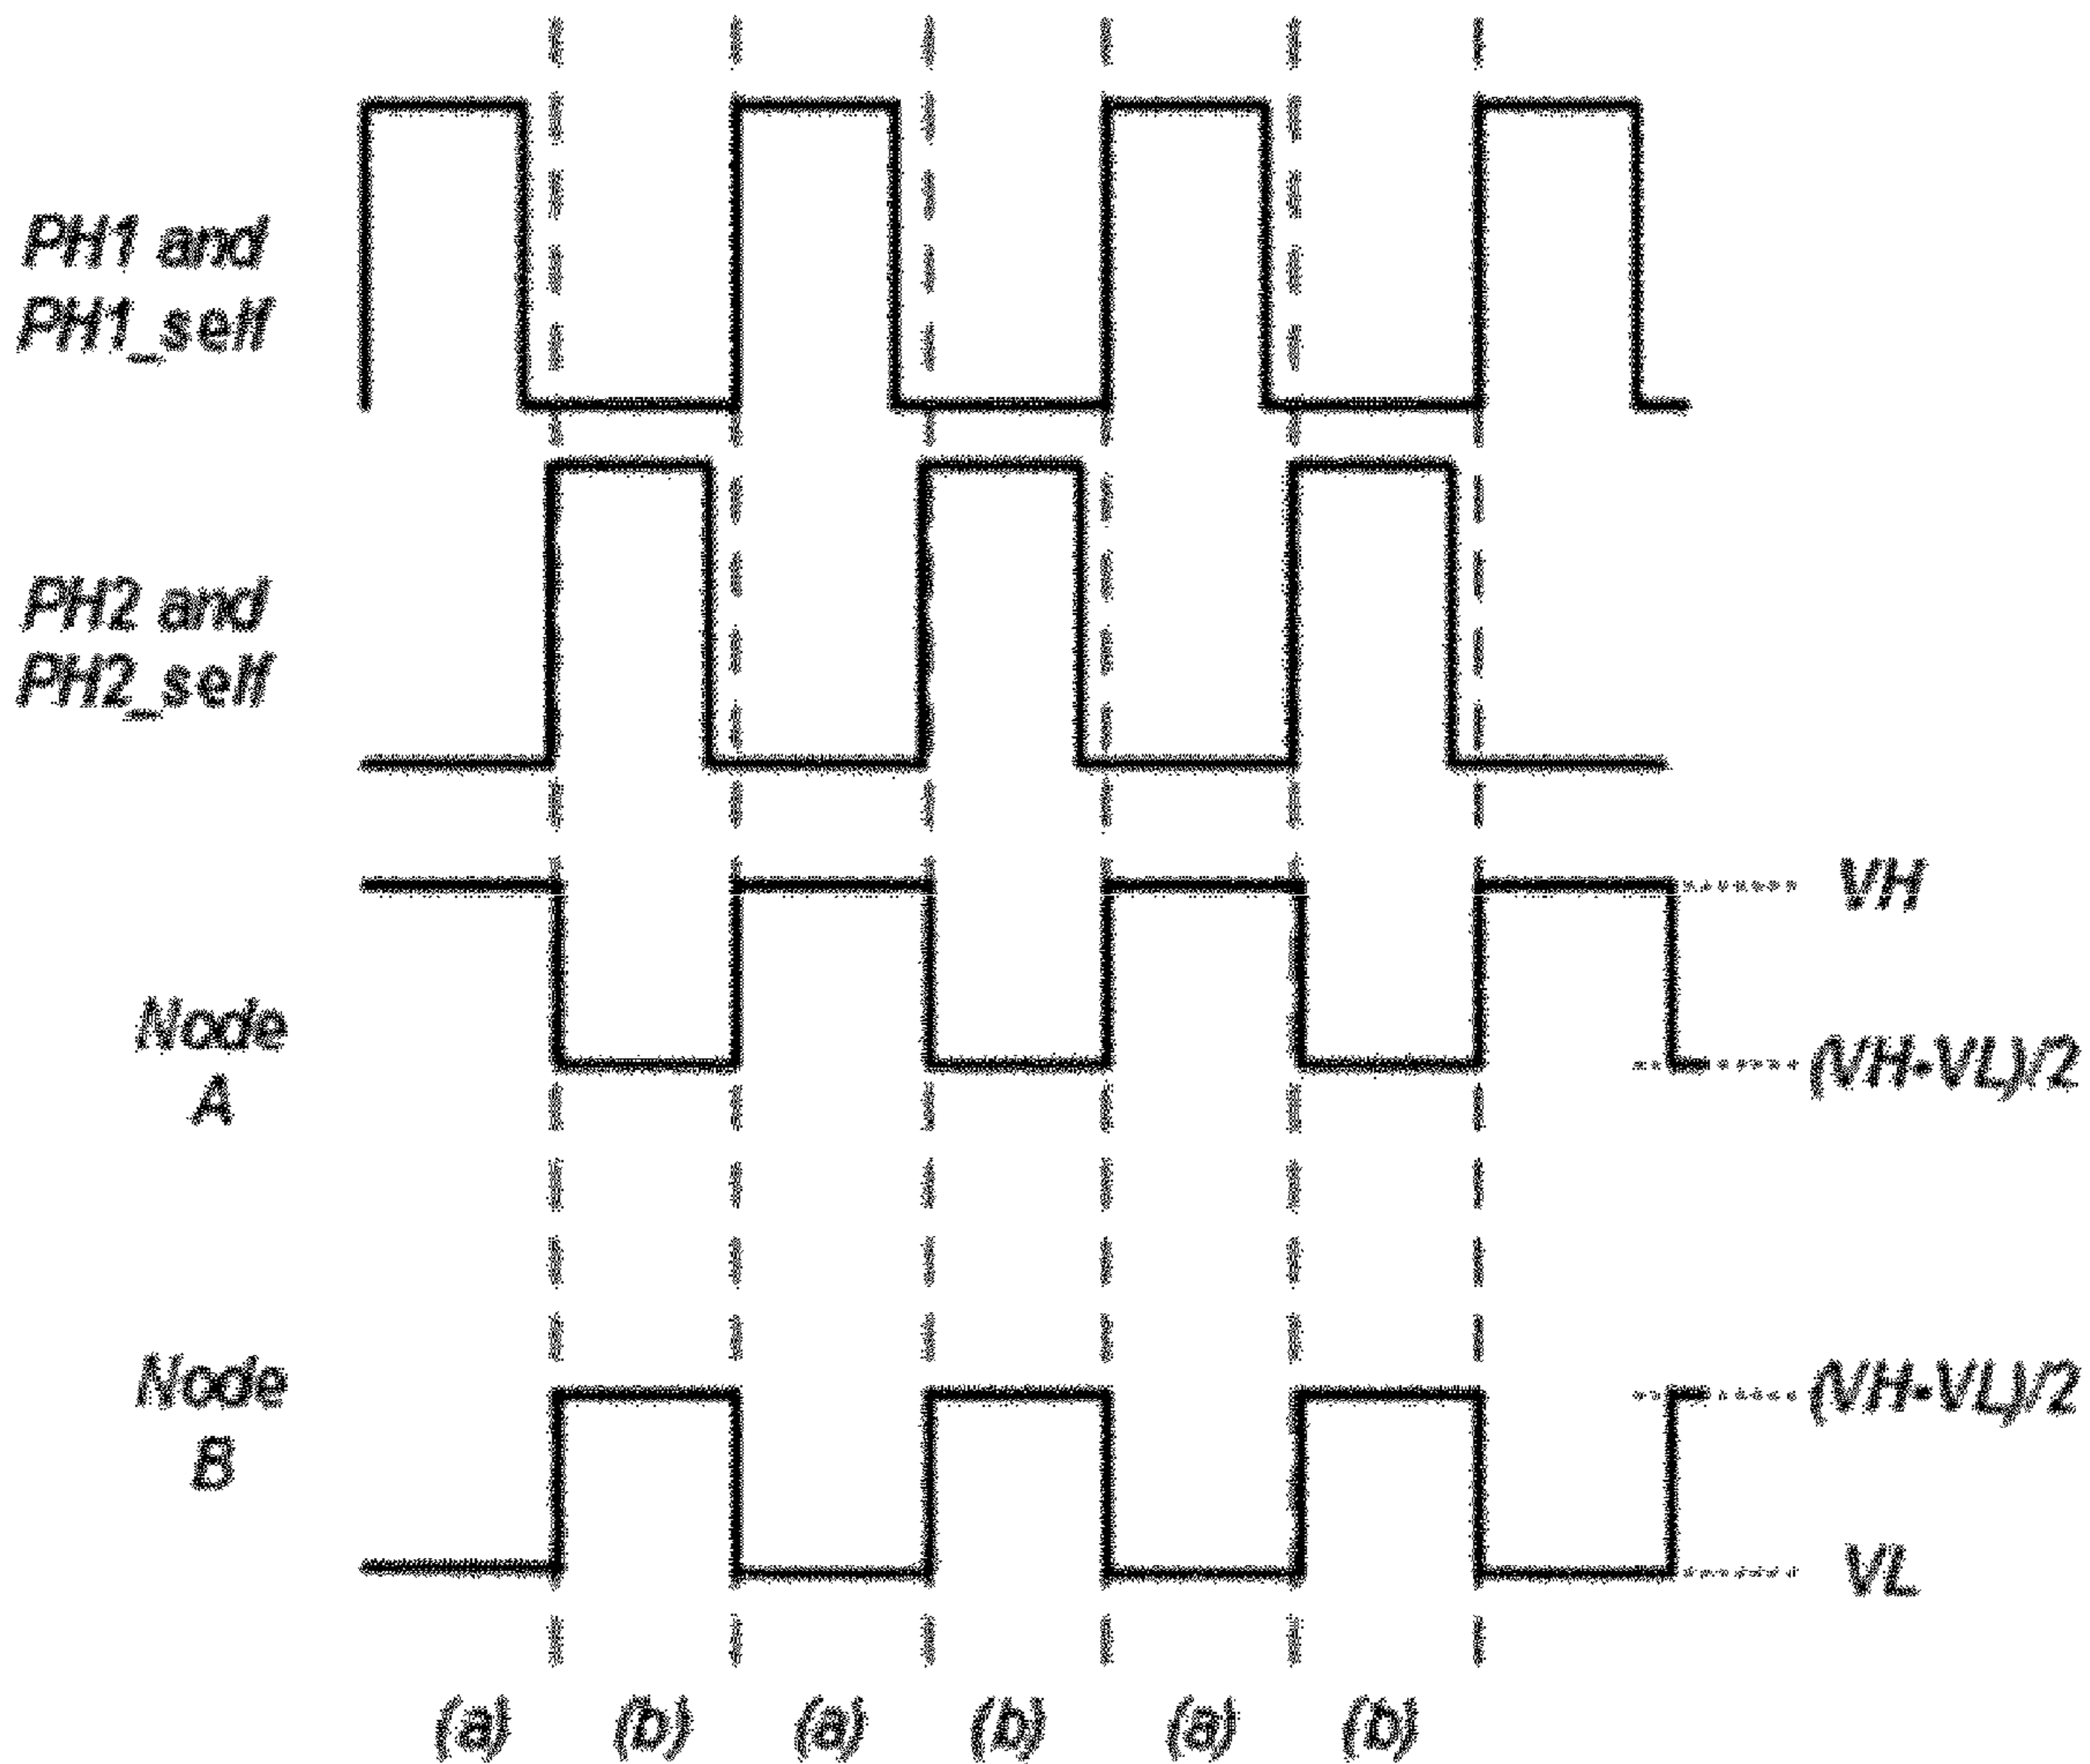 PH1 and
PH1_self
PH2 and
PH2_self
VH
Node
A
(VH-VL)/2
Node
B
(VH-VL)/2
VL
(a) (b) (a) (b) (a) (b)